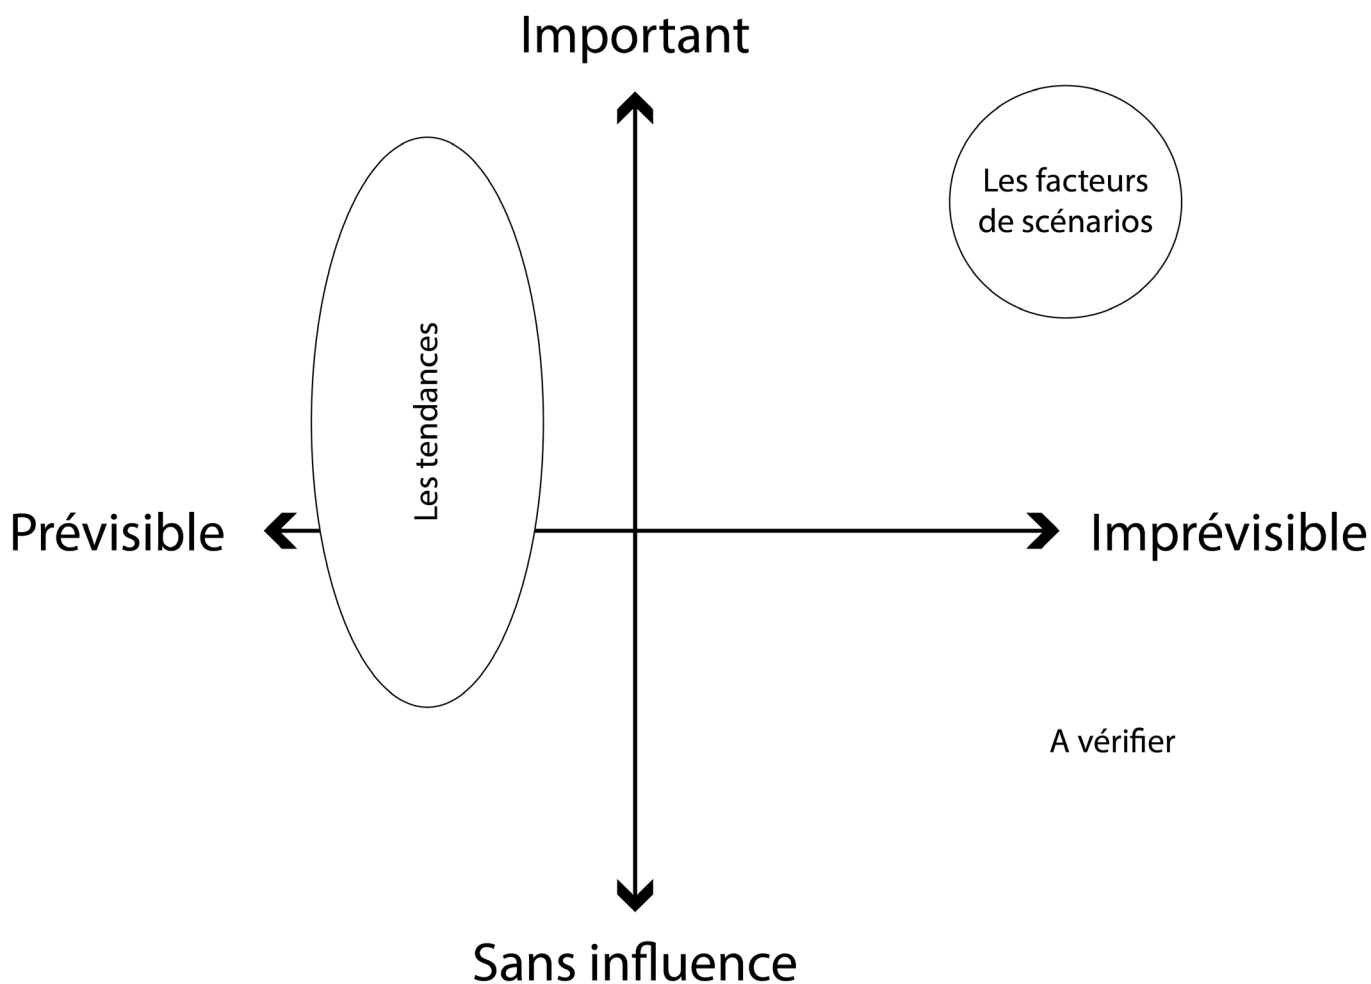 Important
Les facteurs
de scénarios
Les tendances
Prévisible
Imprévisible
A vérifier
Sans influence